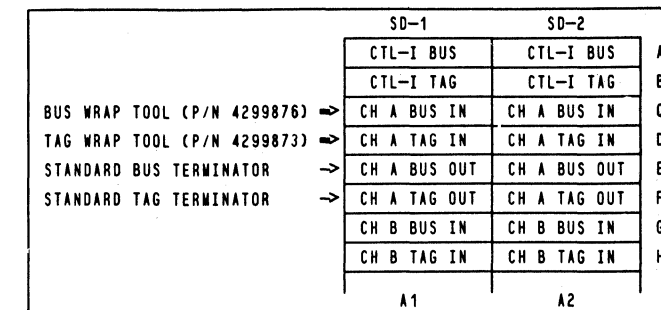 SD-1 SD-2
CTL-I BUS CTL-I BUS A
CTL-I TAG CTL-I TAG
BUS WRAP TOOL (P/N 4299876) => CH A BUS IN CH A BUS IN
TAG WRAP TOOL (P/N 4299873) => CH A TAG IN CH A TAG IN
STANDARD BUS TERMINATOR -> CH A BUS OUT CH A BUS OUT
STANDARD TAG TERMINATOR -> CH A TAG OUT CH A TAG OUT
CH B BUS IN CH B BUS IN
CH B TAG IN CH B TAG IN H
A1 A2